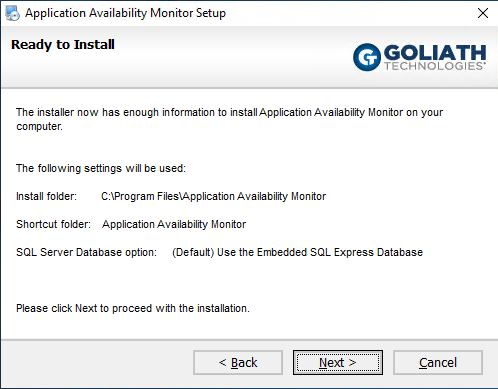 Application Availability Monitor Setup
Ready to Install
GOLIATH
TECHNOLOGIES
The installer now has enough information to install Application Availability Monitor on your
computer.
The following settings will be used:
Install folder: C:\Program Files\Application Availability Monitor
Shortcut folder: Application Availability Monitor
SQL Server Database option: (Default) Use the Embedded SQL Express Database
Please click Next to proceed with the installation.
< Back Next > Cancel